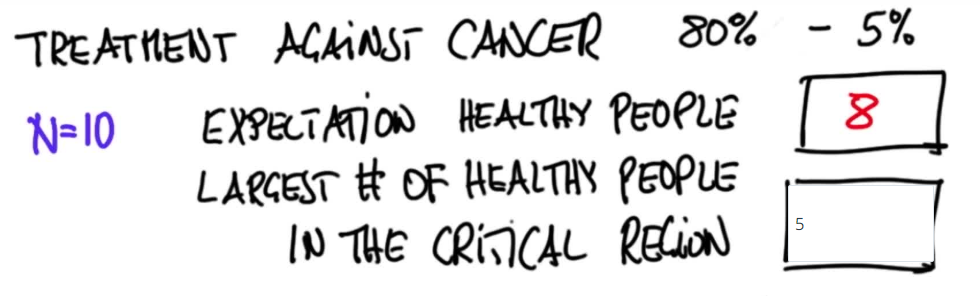 TREATMENT AGAINST CANCER 80% - 5%
N=10 EXPECTATION HEALTHY PEOPLE 8
LARGEST # OF HEALTHY PEOPLE
IN THE CRITICAL REGION 5